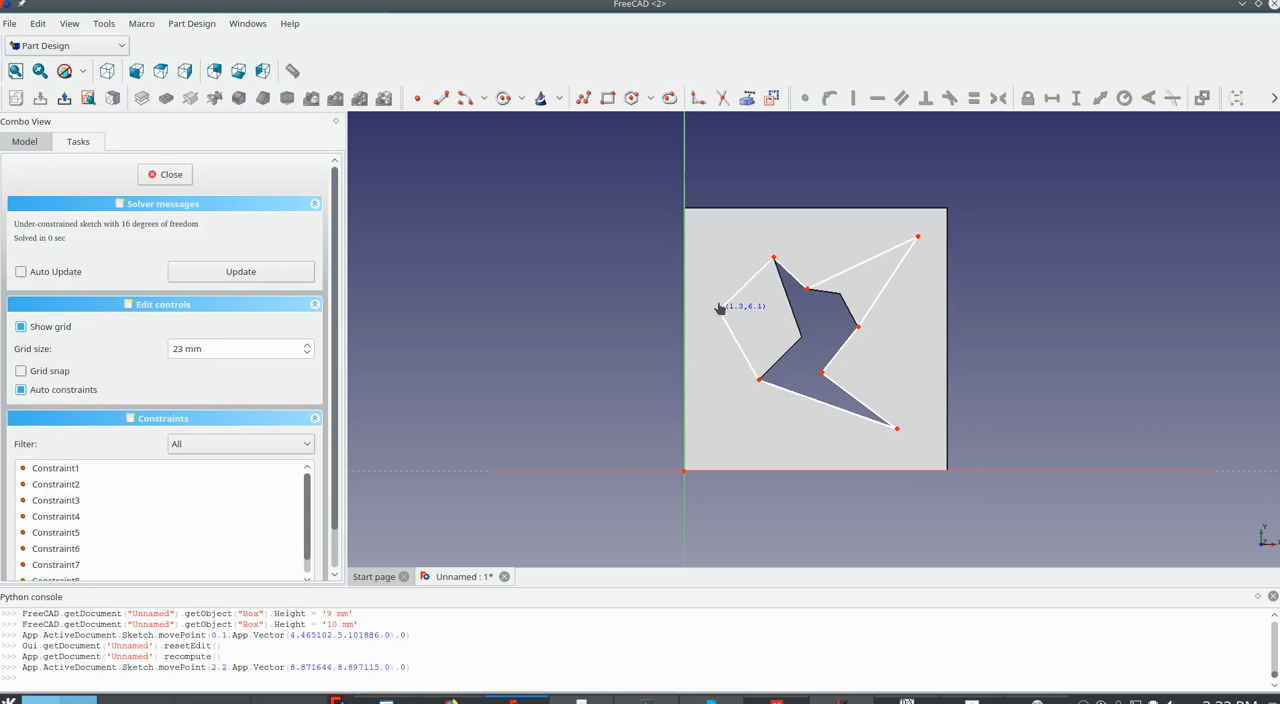 FreeCAD <2>
File Edit View Tools Macro Part Design Windows Help
Part Design
Combo View
Model Tasks
Close
Solver messages
Under-constrained sketch with 16 degrees of freedom
Solved in 0 sec
Auto Update Update
Edit controls
Show grid
Grid size: 23 mm
Grid snap
Auto constraints
Constraints
Filter: All
Constraint1
Constraint2
Constraint3
Constraint4
Constraint5
Constraint6
Constraint7
(1.3,6.1)
Y
Z
Start page Unnamed : 1*
Python console
>>> FreeCAD.getDocument("Unnamed").getObject("Box").Height = '9 mm'
>>> FreeCAD.getDocument("Unnamed").getObject("Box").Height = '10 mm'
>>> App.ActiveDocument.Sketch.movePoint(0,1,App.Vector(4.465102,5.101886,0),0)
>>> Gui.getDocument('Unnamed').resetEdit()
>>> App.getDocument('Unnamed').recompute()
>>> App.ActiveDocument.Sketch.movePoint(2,2,App.Vector(8.871644,8.897115,0),0)
>>>